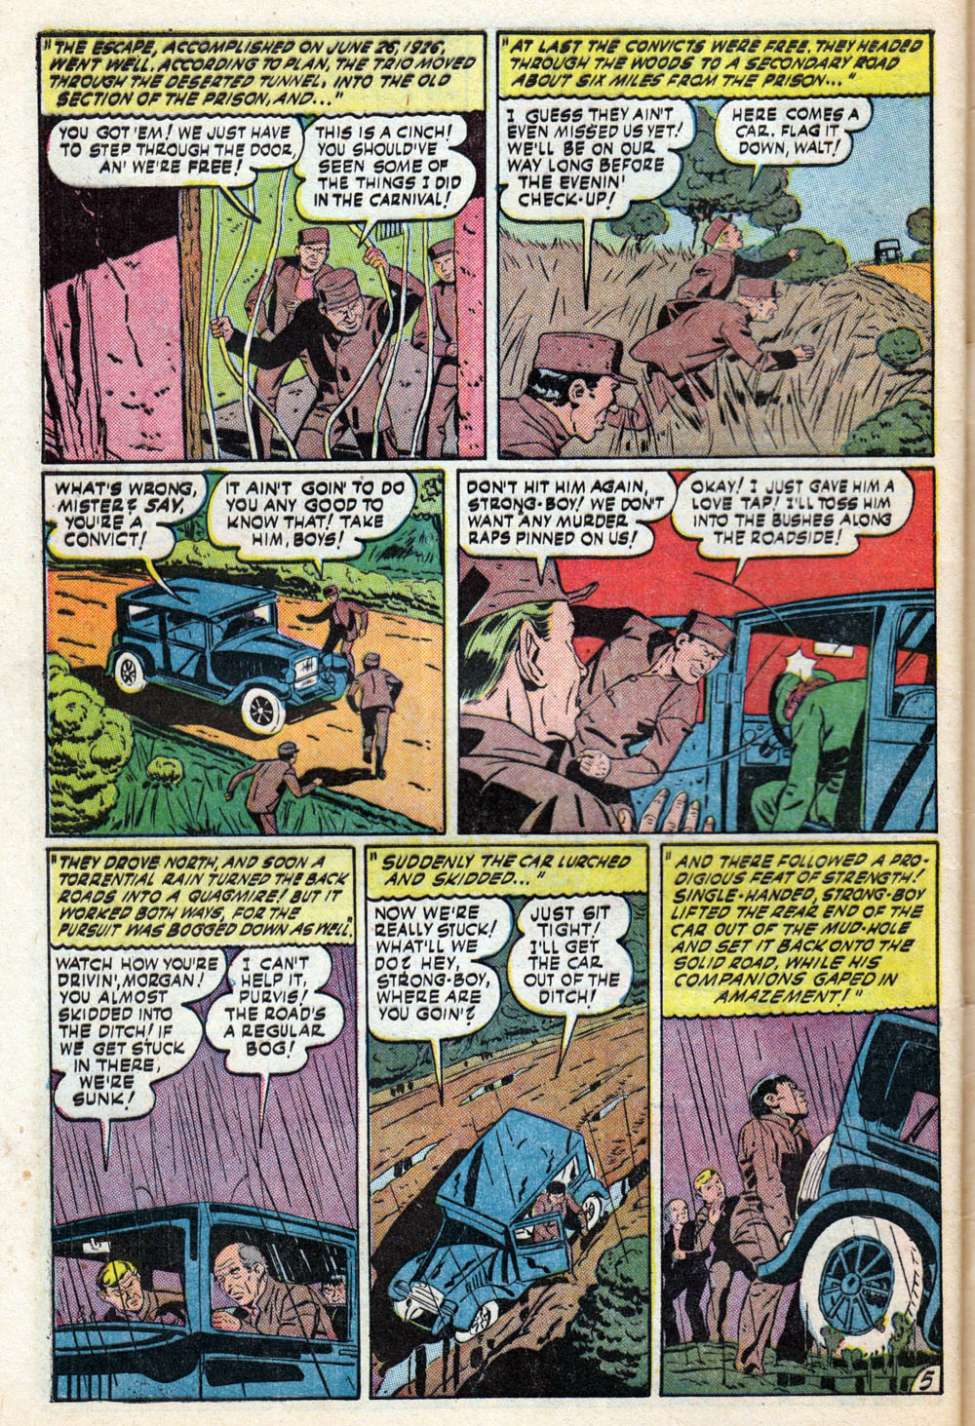 "THE ESCAPE, ACCOMPLISHED ON JUNE 26, 1926,
WENT WELL. ACCORDING TO PLAN, THE TRIO MOVED
THROUGH THE DESERTED TUNNEL, INTO THE OLD
SECTION OF THE PRISON, AND..."
YOU GOT 'EM! WE JUST HAVE
TO STEP THROUGH THE DOOR,
AN' WE'RE FREE!
THIS IS A CINCH!
YOU SHOULD'VE
SEEN SOME OF
THE THINGS I DID
IN THE CARNIVAL!
"AT LAST THE CONVICTS WERE FREE. THEY HEADED
THROUGH THE WOODS TO A SECONDARY ROAD
ABOUT SIX MILES FROM THE PRISON..."
I GUESS THEY AIN'T
EVEN MISSED US YET!
WE'LL BE ON OUR
WAY LONG BEFORE
THE EVENIN'
CHECK-UP!
HERE COMES A
CAR. FLAG IT
DOWN, WALT!
WHAT'S WRONG,
MISTER? SAY,
YOU'RE A
CONVICT!
IT AIN'T GOIN' TO DO
YOU ANY GOOD TO
KNOW THAT! TAKE
HIM, BOYS!
DON'T HIT HIM AGAIN,
STRONG-BOY! WE DON'T
WANT ANY MURDER
RAPS PINNED ON US!
OKAY! I JUST GAVE HIM A
LOVE TAP! I'LL TOSS HIM
INTO THE BUSHES ALONG
THE ROADSIDE!
"THEY DROVE NORTH, AND SOON A
TORRENTIAL RAIN TURNED THE BACK
ROADS INTO A QUAGMIRE! BUT IT
WORKED BOTH WAYS, FOR THE
PURSUIT WAS BOGGED DOWN AS WELL."
WATCH HOW YOU'RE
DRIVIN', MORGAN!
YOU ALMOST
SKIDDED INTO
THE DITCH! IF
WE GET STUCK
IN THERE,
WE'RE
SUNK!
I CAN'T
HELP IT,
PURVIS!
THE ROAD'S
A REGULAR
BOG!
"SUDDENLY THE CAR LURCHED
AND SKIDDED..."
NOW WE'RE
REALLY STUCK!
WHAT'LL WE
DO? HEY,
STRONG-BOY,
WHERE ARE
YOU GOIN'?
JUST SIT
TIGHT!
I'LL GET
THE CAR
OUT OF THE
DITCH!
"AND THERE FOLLOWED A PRO-
DIGIOUS FEAT OF STRENGTH!
SINGLE-HANDED, STRONG-BOY
LIFTED THE REAR END OF THE
CAR OUT OF THE MUD-HOLE
AND SET IT BACK ONTO THE
SOLID ROAD, WHILE HIS
COMPANIONS GAPED IN
AMAZEMENT!"
5